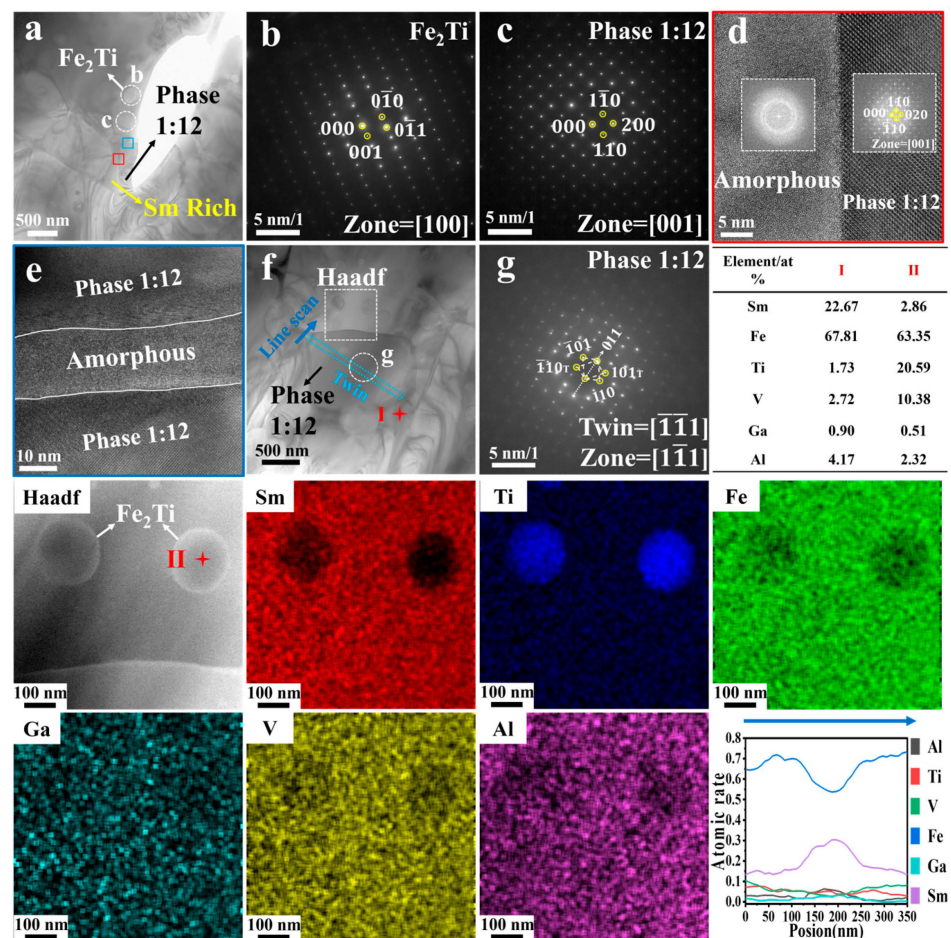 a
Fe₂Ti
b
Phase
1:12
c
Sm Rich
500 nm
b
Fe₂Ti
01̄0
000
01̄1
001
5 nm/1
Zone=[100]
c
Phase 1:12
11̄0
000
200
110
5 nm/1
Zone=[001]
d
110
000
020
1̄10
Zone=[001]
Amorphous
Phase 1:12
5 nm
e
Phase 1:12
Amorphous
Phase 1:12
10 nm
f
Haadf
Line scan
g
Twin
Phase
1:12
I
500 nm
g
Phase 1:12
1̄01
011
1̄10T
101T
110
Twin=[1̄1̄1]
5 nm/1
Zone=[11̄1]
Element/at % I II
Sm 22.67 2.86
Fe 67.81 63.35
Ti 1.73 20.59
V 2.72 10.38
Ga 0.90 0.51
Al 4.17 2.32
Haadf
Fe₂Ti
II
100 nm
Sm
100 nm
Ti
100 nm
Fe
100 nm
Ga
100 nm
V
100 nm
Al
100 nm
Atomic rate
0.8
0.7
0.6
0.5
0.4
0.3
0.2
0.1
0.0
0 50 100 150 200 250 300 350
Posion(nm)
Al
Ti
V
Fe
Ga
Sm